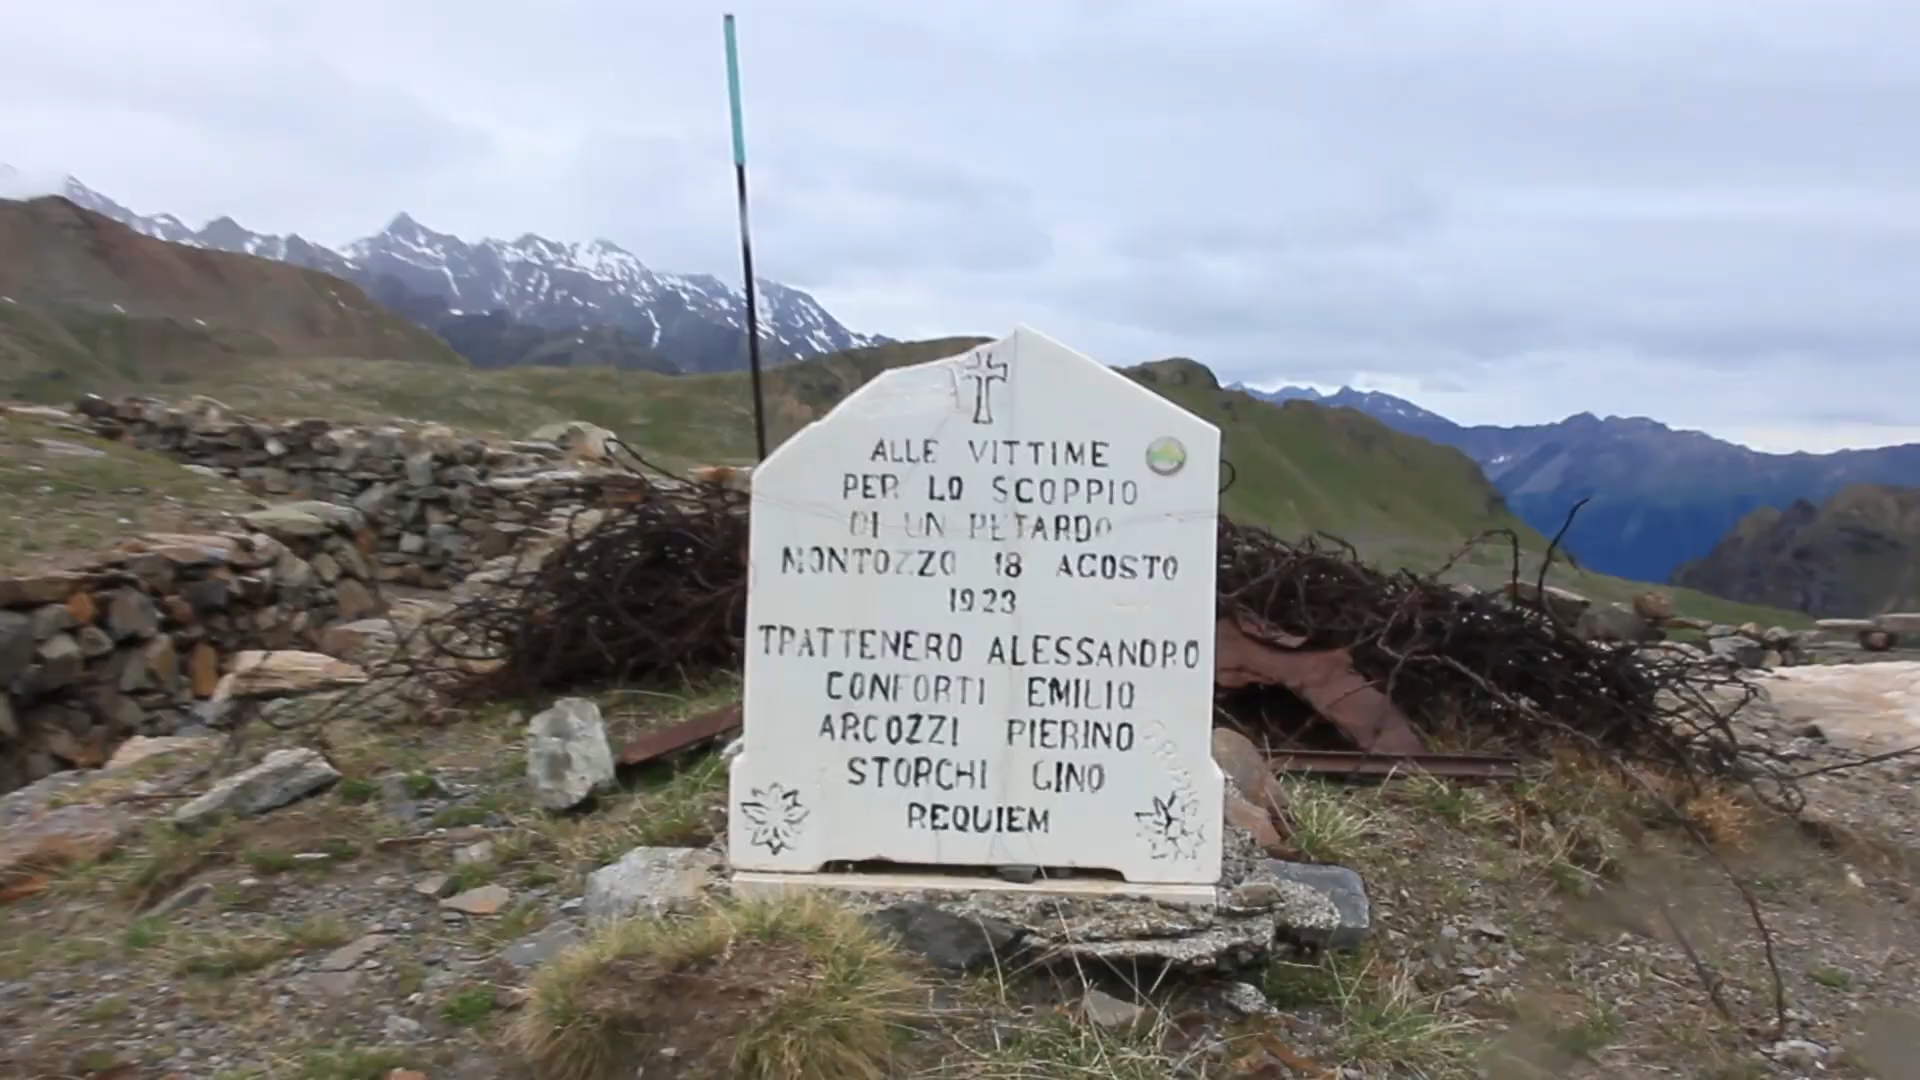 ALLE VITTIME
PER LO SCOPPIO
DI UN PETARDO
MONTOZZO 18 AGOSTO
1923
TRATTENERO ALESSANDRO
CONFORTI EMILIO
ARCOZZI PIERINO
STORCHI GINO
REQUIEM